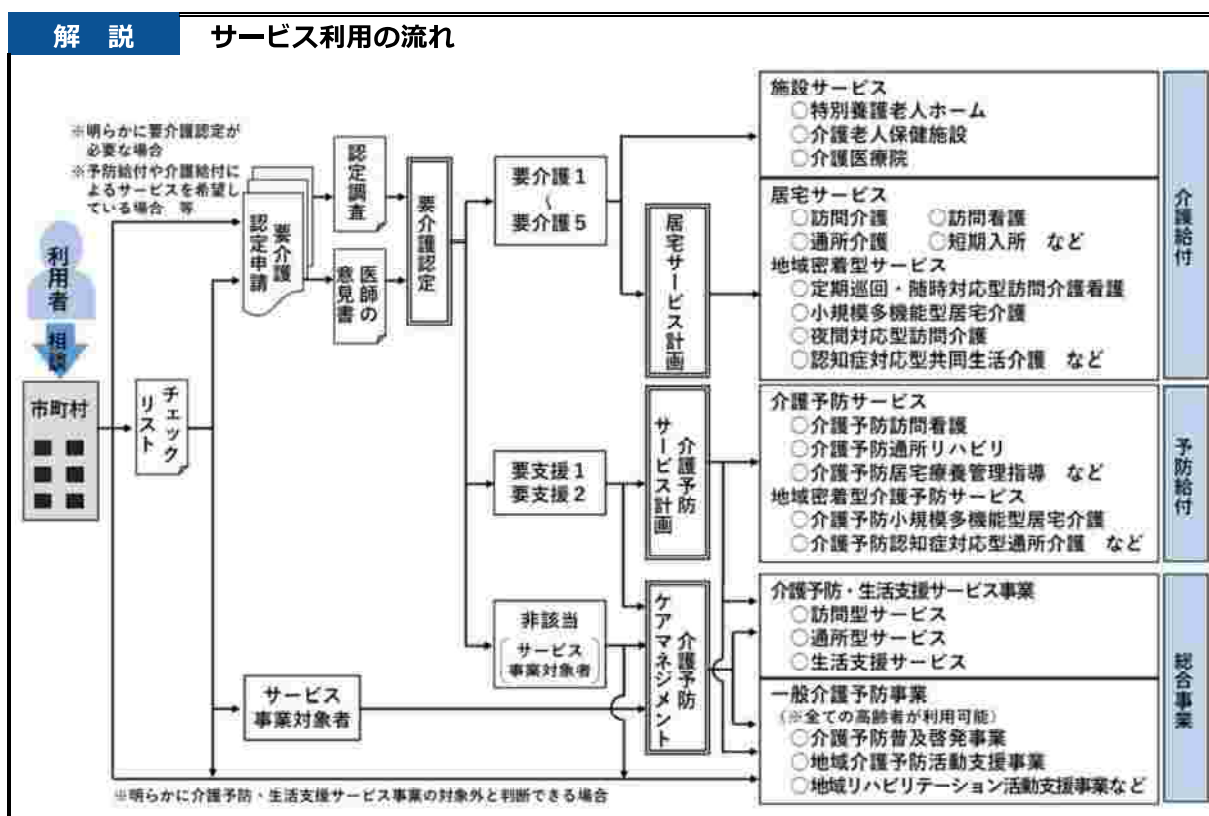 解 説
サービス利用の流れ
※明らかに要介護認定が
必要な場合
※予防給付や介護給付に
よるサービスを希望し
ている場合 等
利用者
相談
市町村
チェック
リスト
要介護
認定申請
認定調査
医師の
意見書
要介護認定
要介護1
~
要介護5
要支援1
要支援2
非該当
(サービス
事業対象者)
サービス
事業対象者
居宅サービス計画
介護予防
サービス計画
介護予防
ケアマネジメント
施設サービス
○特別養護老人ホーム
○介護老人保健施設
○介護医療院
居宅サービス
○訪問介護 ○訪問看護
○通所介護 ○短期入所 など
地域密着型サービス
○定期巡回・随時対応型訪問介護看護
○小規模多機能型居宅介護
○夜間対応型訪問介護
○認知症対応型共同生活介護 など
介護給付
介護予防サービス
○介護予防訪問看護
○介護予防通所リハビリ
○介護予防居宅療養管理指導 など
地域密着型介護予防サービス
○介護予防小規模多機能型居宅介護
○介護予防認知症対応型通所介護 など
予防給付
介護予防・生活支援サービス事業
○訪問型サービス
○通所型サービス
○生活支援サービス
一般介護予防事業
(※全ての高齢者が利用可能)
○介護予防普及啓発事業
○地域介護予防活動支援事業
○地域リハビリテーション活動支援事業など
総合事業
※明らかに介護予防・生活支援サービス事業の対象外と判断できる場合